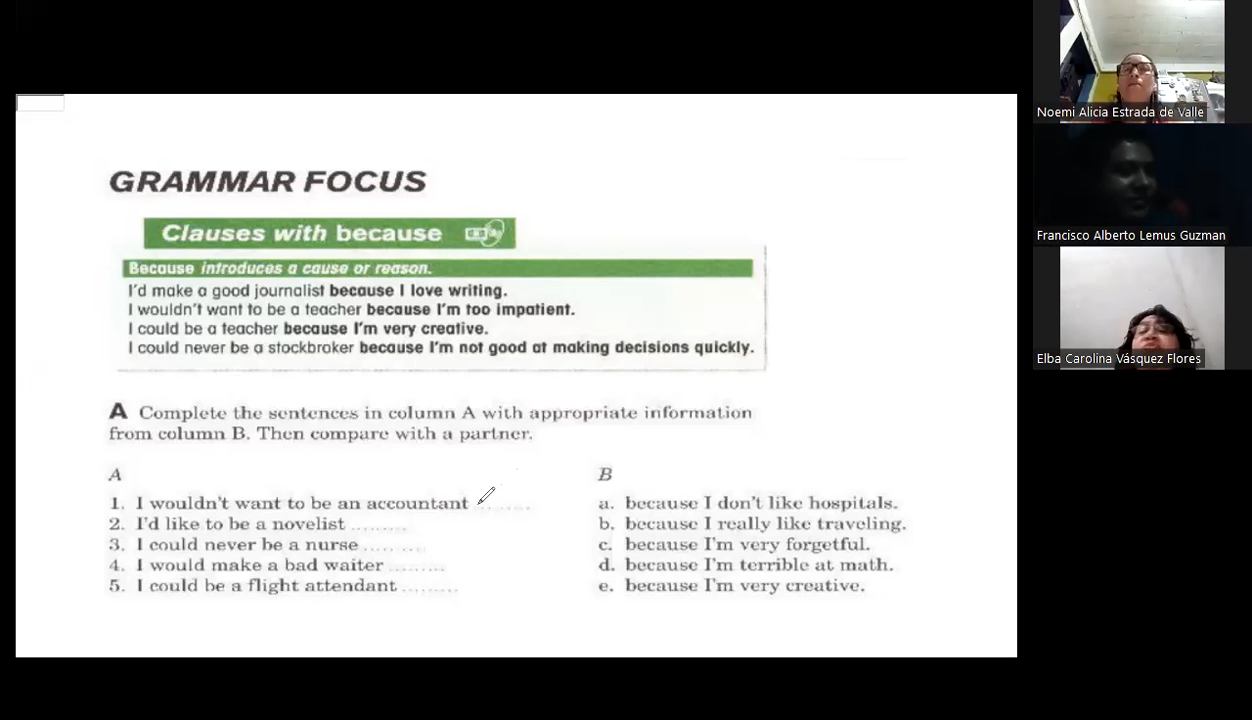 GRAMMAR FOCUS
Clauses with because
Because introduces a cause or reason.
I'd make a good journalist because I love writing.
I wouldn't want to be a teacher because I'm too impatient.
I could be a teacher because I'm very creative.
I could never be a stockbroker because I'm not good at making decisions quickly.
A Complete the sentences in column A with appropriate information
from column B. Then compare with a partner.
A
1. I wouldn't want to be an accountant ..........
2. I'd like to be a novelist ..........
3. I could never be a nurse ..........
4. I would make a bad waiter ..........
5. I could be a flight attendant ..........
B
a. because I don't like hospitals.
b. because I really like traveling.
c. because I'm very forgetful.
d. because I'm terrible at math.
e. because I'm very creative.
Noemi Alicia Estrada de Valle
Francisco Alberto Lemus Guzman
Elba Carolina Vásquez Flores